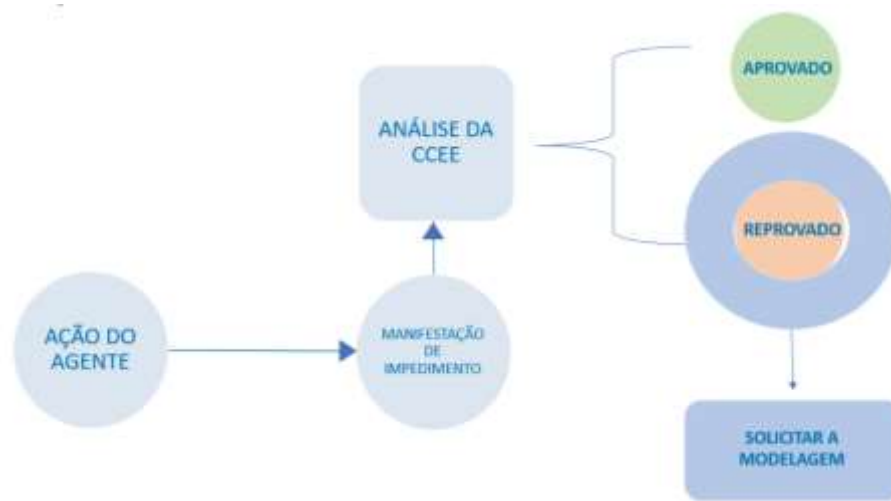 APROVADO
ANÁLISE DA
CCEE
REPROVADO
AÇÃO DO
AGENTE
MANIFESTAÇÃO
DE
IMPEDIMENTO
SOLICITAR A
MODELAGEM